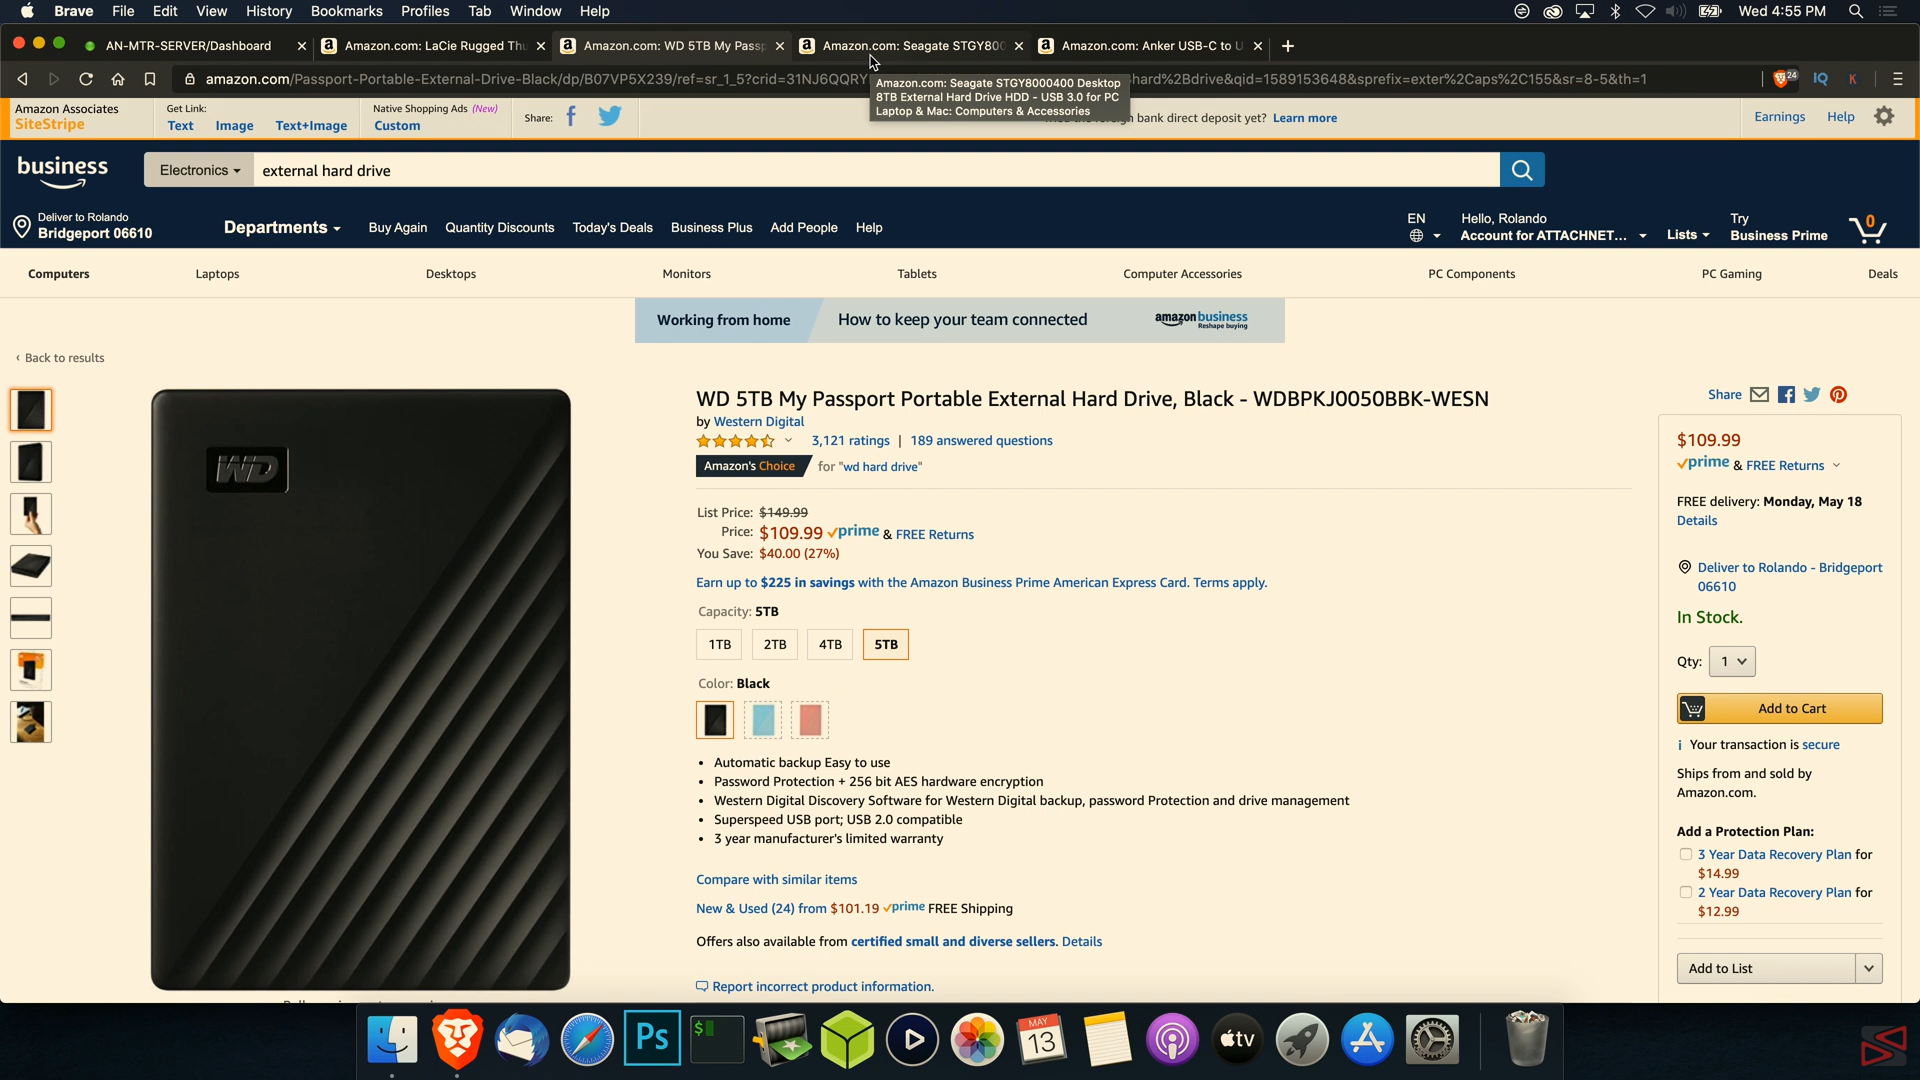 Brave File Edit View History Bookmarks Profiles Tab Window Help Wed 4:55 PM
AN-MTR-SERVER/Dashboard Amazon.com: LaCie Rugged Thu Amazon.com: WD 5TB My Passp Amazon.com: Seagate STGY800 Amazon.com: Anker USB-C to U
amazon.com/Passport-Portable-External-Drive-Black/dp/B07VP5X239/ref=sr_1_5?crid=31NJ6QQRY hard%2Bdrive&qid=1589153648&sprefix=exter%2Caps%2C155&sr=8-5&th=1 24 IQ K
Amazon.com: Seagate STGY8000400 Desktop
8TB External Hard Drive HDD - USB 3.0 for PC
Laptop & Mac: Computers & Accessories
Amazon Associates
SiteStripe
Get Link:
Text Image Text+Image
Native Shopping Ads (New)
Custom
Share:
bank direct deposit yet? Learn more
Earnings Help
business
Electronics
external hard drive
Deliver to Rolando
Bridgeport 06610
Departments Buy Again Quantity Discounts Today's Deals Business Plus Add People Help
EN
Hello, Rolando
Account for ATTACHNET...
Lists
Try
Business Prime
0
Computers Laptops Desktops Monitors Tablets Computer Accessories PC Components PC Gaming Deals
Working from home How to keep your team connected amazon business
Reshape buying
‹ Back to results
WD
WD 5TB My Passport Portable External Hard Drive, Black - WDBPKJ0050BBK-WESN
by Western Digital
3,121 ratings | 189 answered questions
Amazon's Choice for "wd hard drive"
List Price: $149.99
Price: $109.99 prime & FREE Returns
You Save: $40.00 (27%)
Earn up to $225 in savings with the Amazon Business Prime American Express Card. Terms apply.
Capacity: 5TB
1TB 2TB 4TB 5TB
Color: Black
• Automatic backup Easy to use
• Password Protection + 256 bit AES hardware encryption
• Western Digital Discovery Software for Western Digital backup, password Protection and drive management
• Superspeed USB port; USB 2.0 compatible
• 3 year manufacturer's limited warranty
Compare with similar items
New & Used (24) from $101.19 prime FREE Shipping
Offers also available from certified small and diverse sellers. Details
Report incorrect product information.
Share
$109.99
prime & FREE Returns
FREE delivery: Monday, May 18
Details
Deliver to Rolando - Bridgeport
06610
In Stock.
Qty: 1
Add to Cart
Your transaction is secure
Ships from and sold by
Amazon.com.
Add a Protection Plan:
3 Year Data Recovery Plan for
$14.99
2 Year Data Recovery Plan for
$12.99
Add to List
Ps
$
MAY
13
tv